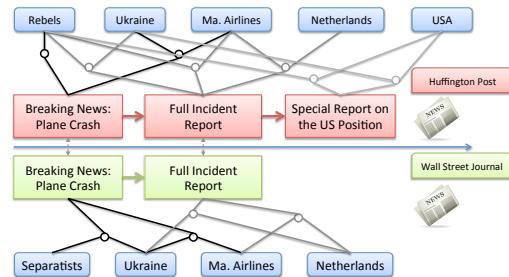 Rebels Ukraine Ma. Airlines Netherlands USA
Huffington Post
Breaking News:
Plane Crash
Full Incident
Report
Special Report on
the US Position
NEWS
Wall Street Journal
Breaking News:
Plane Crash
Full Incident
Report
NEWS
Separatists Ukraine Ma. Airlines Netherlands